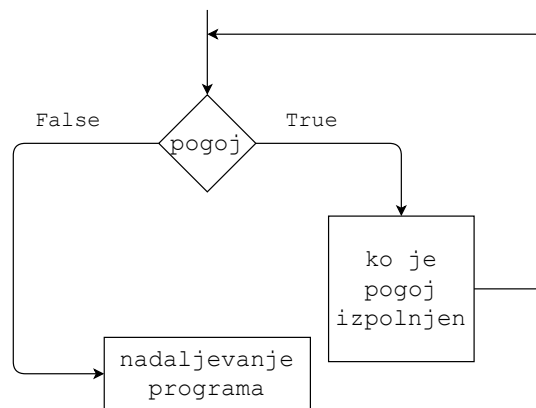 False
True
pogoj
ko je
pogoj
izpolnjen
nadaljevanje
programa